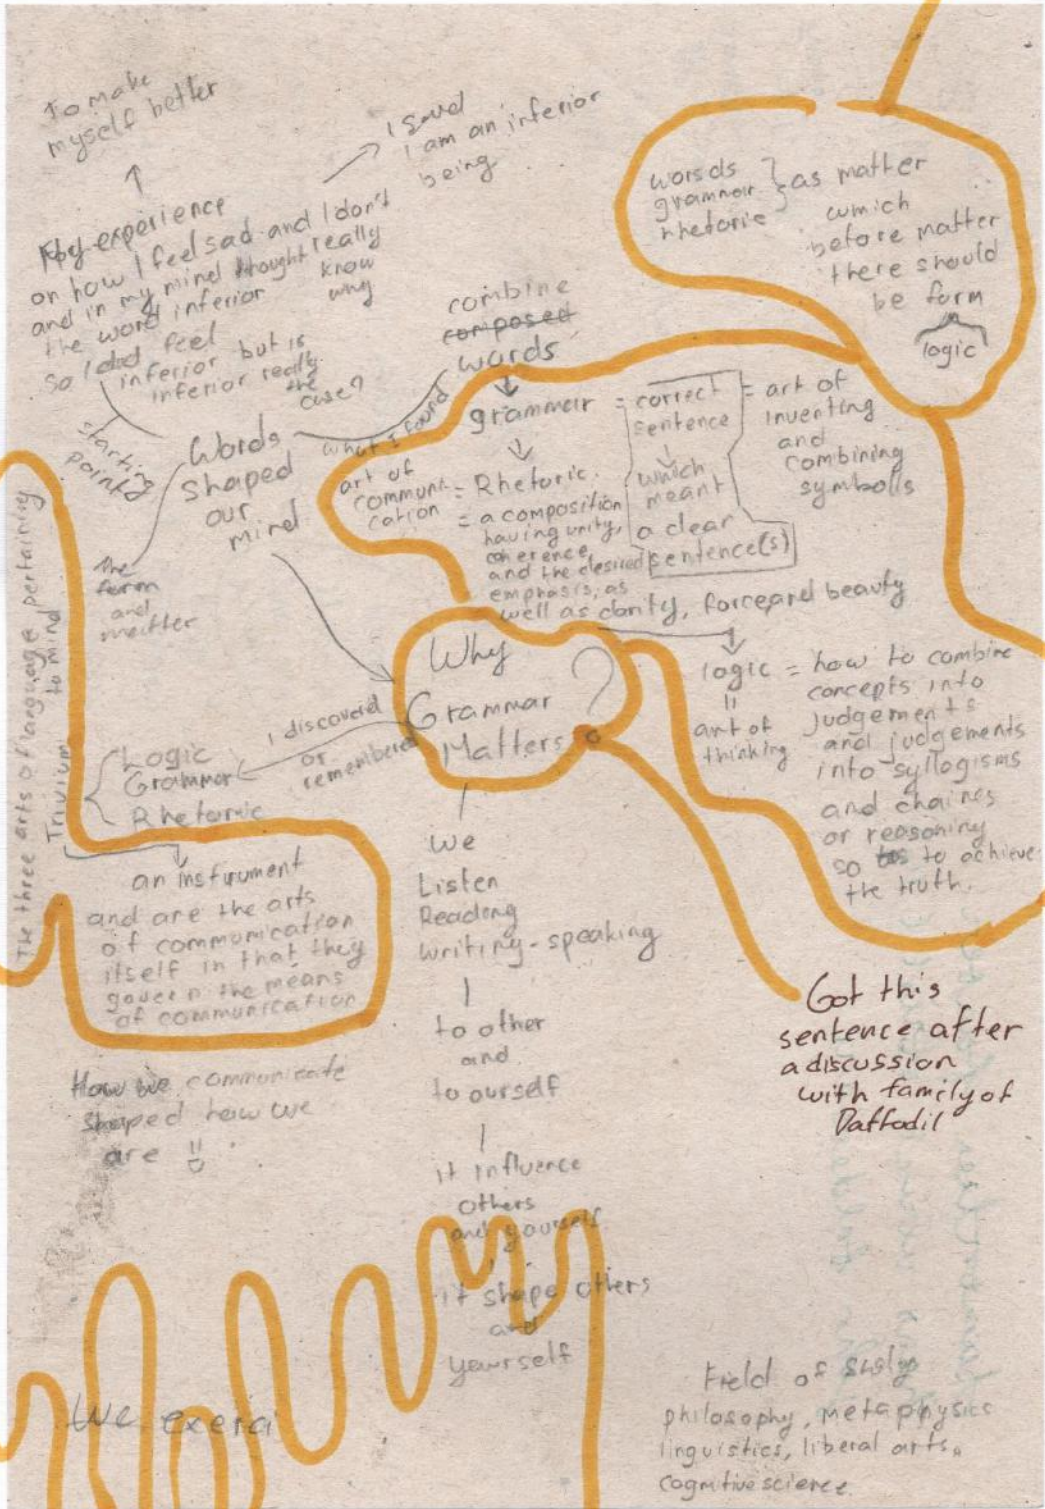 To make
myself better
I saved
I am an inferior
being
My experience
on how I feel sad and I don't
and in my mind thought really
the word inferior know
why
so I did feel
inferior but is
inferior really
the
case?
starting
point
Words
shaped
our
mind
The
form
and
matter
what I found
combine
composed
words
grammar = correct
sentence
which
meant
a clear
sentence(s)
= art of
inventing
and
combining
symbolls
art of
communi-
cation
= Rhetoric.
= a composition
having unity,
coherence,
and the desired
emphasis, as
well as clarity, force and beauty
worsds
grammar
rhetoric
} as matter
which
before matter
there should
be form
logic
Why
Grammar
Matters ?
logic = how to combine
concepts into
judgements
and judgements
into syllogisms
and chaines
or reasoning
so to achieve
the truth.
||
art of
thinking
I discovered
or
remembered
Logic
Grammar
Rhetoric
Trivium
The three arts of language pertaining
to mind
an instrument
and are the arts
of communication
itself in that they
govern the means
of communication
How we communicate
shaped how we
are
we
Listen
Reading
writing - speaking
to other
and
to ourself
it influence
others
and yourself
it shape others
and
yourself
Got this
sentence after
a discussion
with family of
Daffodil
We exerci
Field of study
philosophy, metaphysics
linguistics, liberal arts,
cognitive science